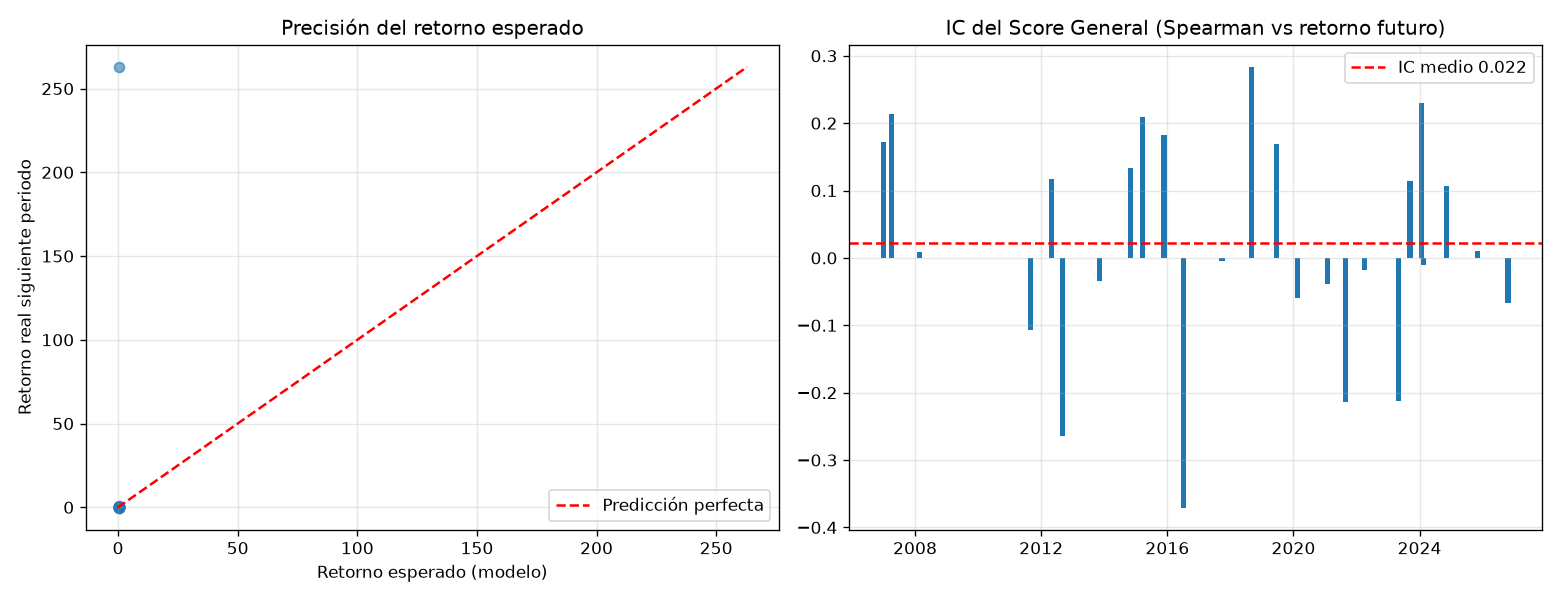 Precisión del retorno esperado
Retorno real siguiente periodo
250
200
150
100
50
0
0 50 100 150 200 250
Retorno esperado (modelo)
Predicción perfecta
IC del Score General (Spearman vs retorno futuro)
0.3
0.2
0.1
0.0
−0.1
−0.2
−0.3
−0.4
2008 2012 2016 2020 2024
IC medio 0.022